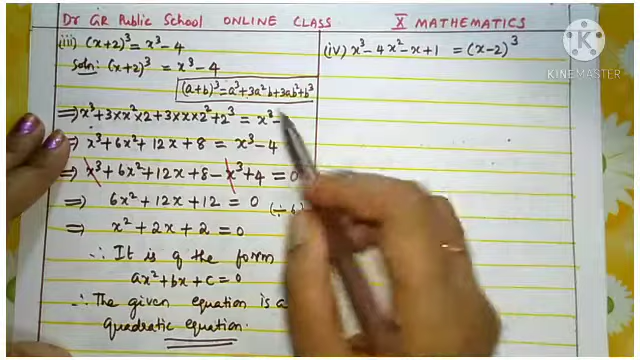 Dr GR Public School ONLINE CLASS X MATHEMATICS
(iii) (x+2)³ = x³-4
Soln: (x+2)³ = x³-4
(a+b)³ = a³+3a²b+3ab²+b³
⇒ x³+3×x²×2+3×x×2²+2³ = x³-
⇒ x³+6x²+12x+8 = x³-4
⇒ x³+6x²+12x+8-x³+4 = 0
⇒ 6x²+12x+12 = 0 (÷6)
⇒ x²+2x+2 = 0
∴ It is of the form
ax²+bx+c = 0
∴ The given equation is a
quadratic equation.
(iv) x³-4x²-x+1 = (x-2)³
KINEMASTER